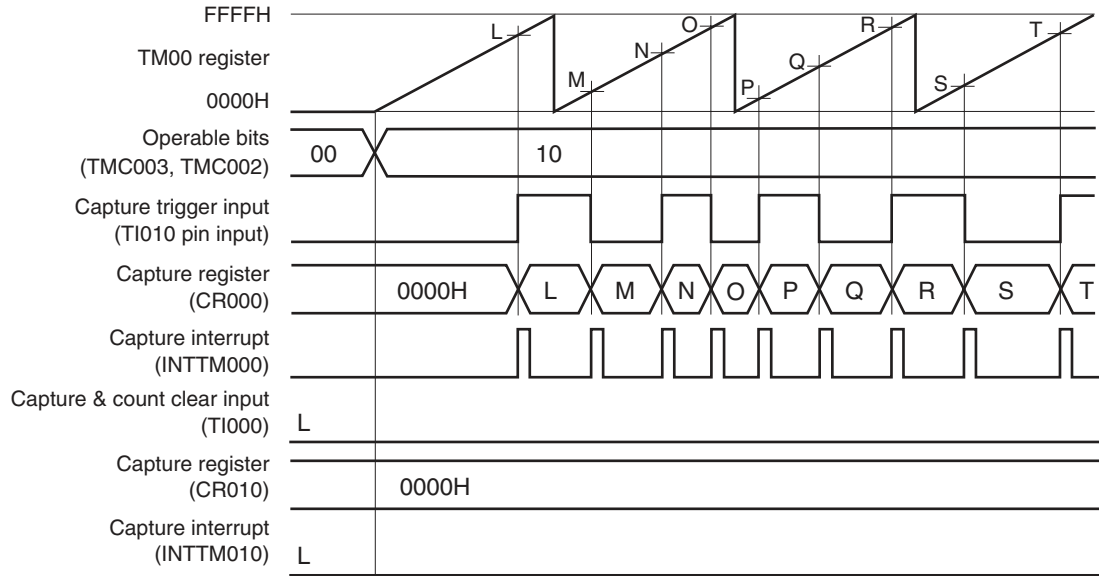 FFFFH
TM00 register
0000H
L M N O P Q R S T
Operable bits
(TMC003, TMC002)
00 10
Capture trigger input
(TI010 pin input)
Capture register
(CR000)
0000H L M N O P Q R S T
Capture interrupt
(INTTM000)
Capture & count clear input
(TI000)
L
Capture register
(CR010)
0000H
Capture interrupt
(INTTM010)
L